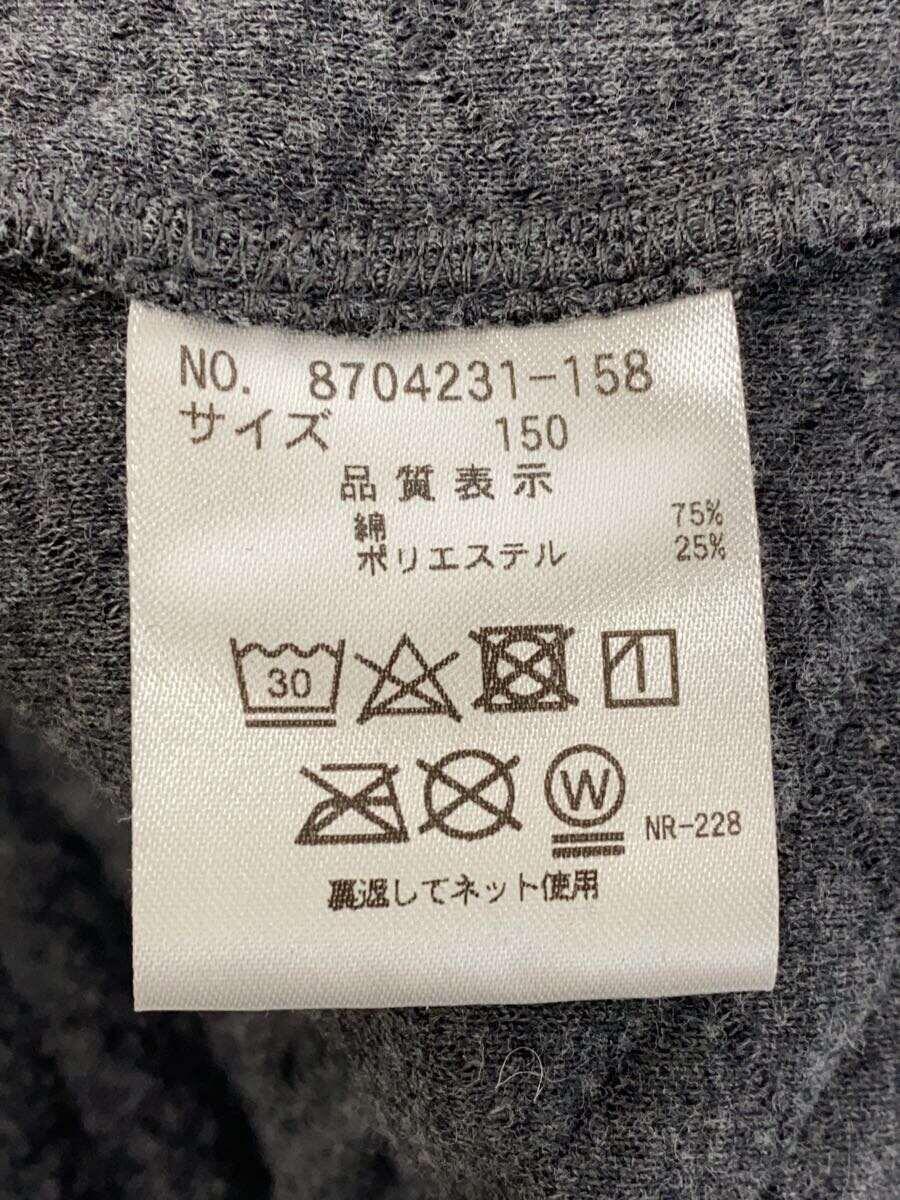 NO. 8704231-158
サイズ 150
品質表示
綿 75%
ポリエステル 25%
30
W NR-228
裏返してネット使用